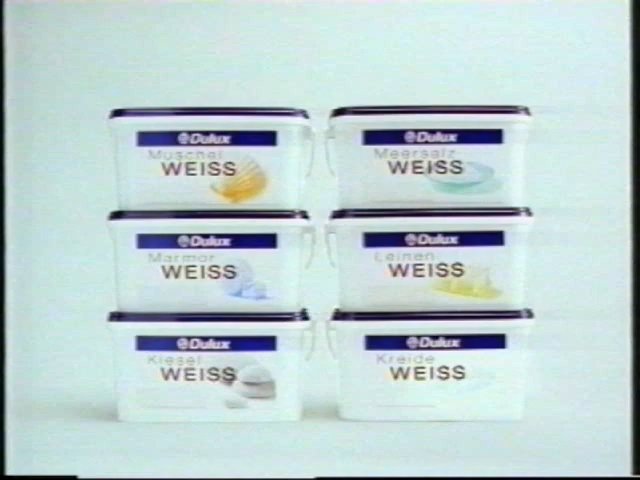 Dulux
Muschel
WEISS
Dulux
Meersalz
WEISS
Dulux
Marmor
WEISS
Dulux
Leinen
WEISS
Dulux
Kiesel
WEISS
Dulux
Kreide
WEISS